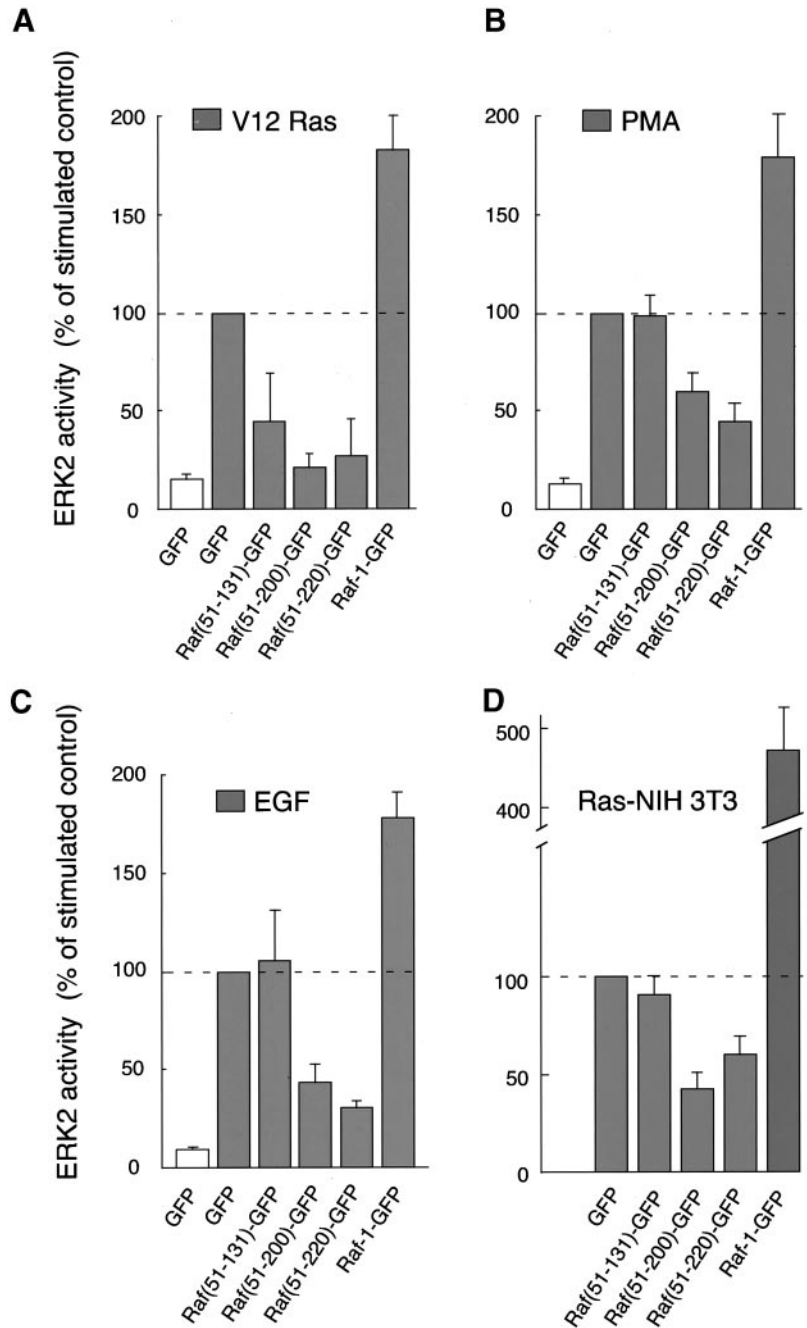 A
ERK2 activity (% of stimulated control)
V12 Ras
200
150
100
50
0
GFP
GFP
Raf(51-131)-GFP
Raf(51-200)-GFP
Raf(51-220)-GFP
Raf-1-GFP
B
PMA
200
150
100
50
0
GFP
GFP
Raf(51-131)-GFP
Raf(51-200)-GFP
Raf(51-220)-GFP
Raf-1-GFP
C
ERK2 activity (% of stimulated control)
EGF
200
150
100
50
0
GFP
GFP
Raf(51-131)-GFP
Raf(51-200)-GFP
Raf(51-220)-GFP
Raf-1-GFP
D
Ras-NIH 3T3
500
400
100
50
0
GFP
Raf(51-131)-GFP
Raf(51-200)-GFP
Raf(51-220)-GFP
Raf-1-GFP